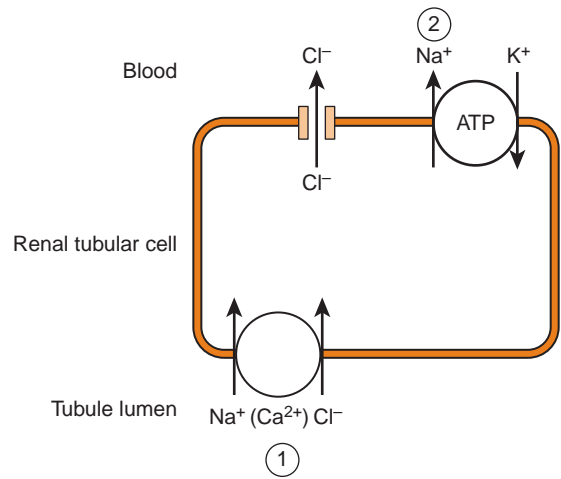 ②
Cl⁻ Na⁺ K⁺
Blood
ATP
Cl⁻
Renal tubular cell
Tubule lumen Na⁺ (Ca²⁺) Cl⁻
①